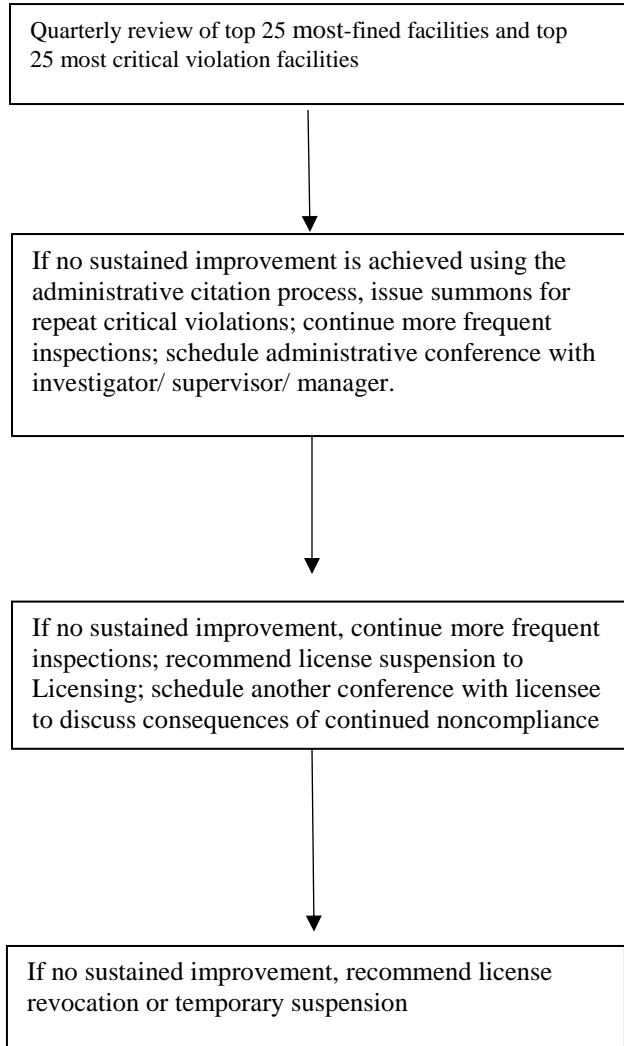 Quarterly review of top 25 most-fined facilities and top
25 most critical violation facilities
If no sustained improvement is achieved using the
administrative citation process, issue summons for
repeat critical violations; continue more frequent
inspections; schedule administrative conference with
investigator/ supervisor/ manager.
If no sustained improvement, continue more frequent
inspections; recommend license suspension to
Licensing; schedule another conference with licensee
to discuss consequences of continued noncompliance
If no sustained improvement, recommend license
revocation or temporary suspension